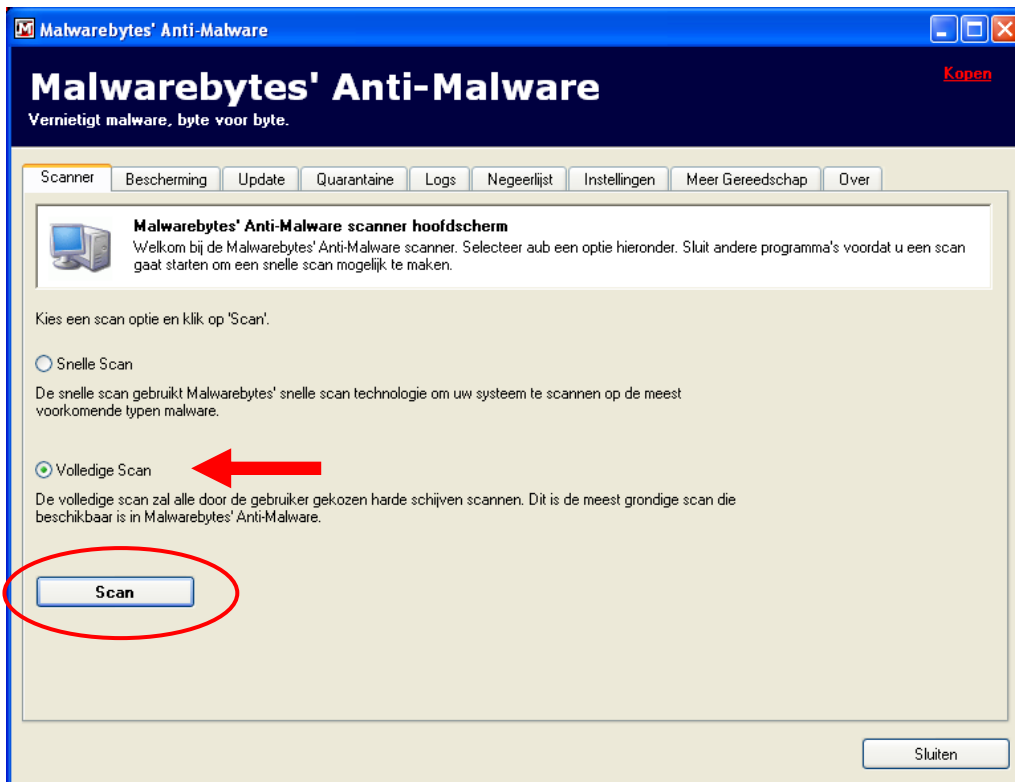 Malwarebytes' Anti-Malware
Malwarebytes' Anti-Malware
Kopen
Vernietigt malware, byte voor byte.
Scanner Bescherming Update Quarantaine Logs Negeerlijst Instellingen Meer Gereedschap Over
Malwarebytes' Anti-Malware scanner hoofdscherm
Welkom bij de Malwarebytes' Anti-Malware scanner. Selecteer aub een optie hieronder. Sluit andere programma's voordat u een scan
gaat starten om een snelle scan mogelijk te maken.
Kies een scan optie en klik op 'Scan'.
Snelle Scan
De snelle scan gebruikt Malwarebytes' snelle scan technologie om uw systeem te scannen op de meest
voorkomende typen malware.
Volledige Scan
De volledige scan zal alle door de gebruiker gekozen harde schijven scannen. Dit is de meest grondige scan die
beschikbaar is in Malwarebytes' Anti-Malware.
Scan
Sluiten